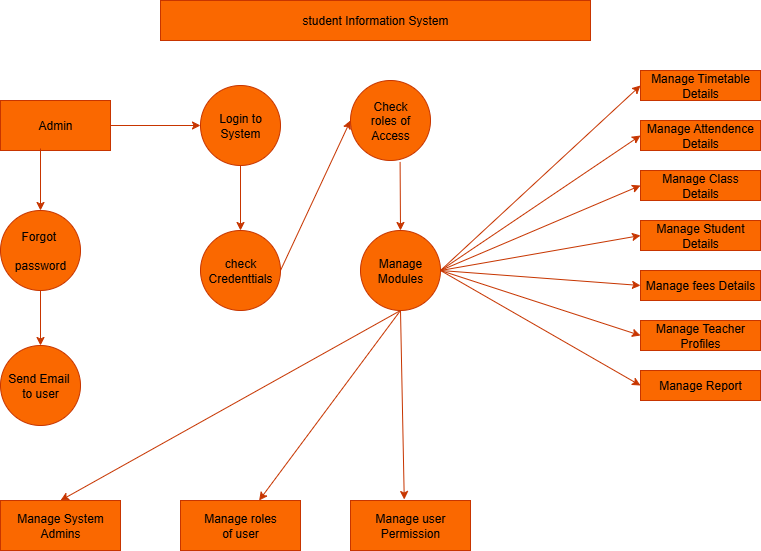 student Information System
Admin
Login to
System
Check
roles of
Access
Manage Timetable
Details
Manage Attendence
Details
Manage Class
Details
Forgot
password
check
Credenttials
Manage
Modules
Manage Student
Details
Manage fees Details
Manage Teacher
Profiles
Manage Report
Send Email
to user
Manage System
Admins
Manage roles
of user
Manage user
Permission